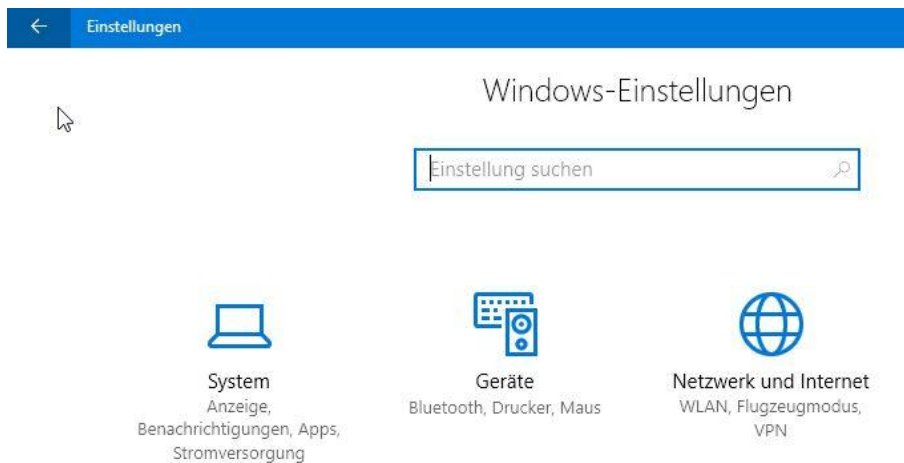 Einstellungen
Windows-Einstellungen
Einstellung suchen
System
Anzeige,
Benachrichtigungen, Apps,
Stromversorgung
Geräte
Bluetooth, Drucker, Maus
Netzwerk und Internet
WLAN, Flugzeugmodus,
VPN